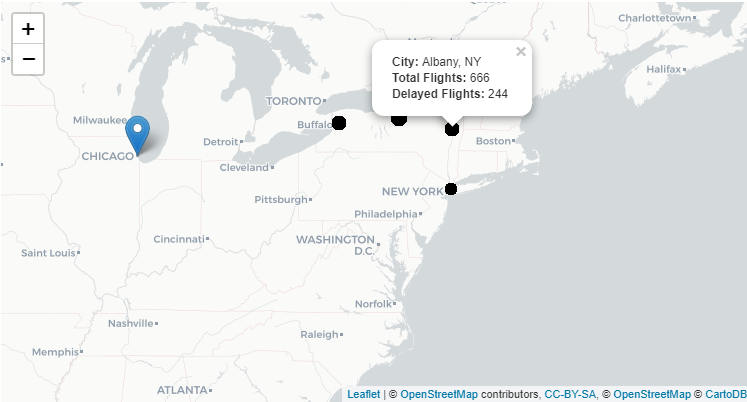 +
−
Charlottetown
Québec
Halifax
City: Albany, NY
Total Flights: 666
Delayed Flights: 244
×
TORONTO
Milwaukee
Buffalo
Detroit
Boston
CHICAGO
Cleveland
NEW YORK
Pittsburgh
Philadelphia
Cincinnati
WASHINGTON
D.C.
Saint Louis
Norfolk
Nashville
Raleigh
Memphis
ATLANTA
Leaflet | © OpenStreetMap contributors, CC-BY-SA, © OpenStreetMap © CartoDB